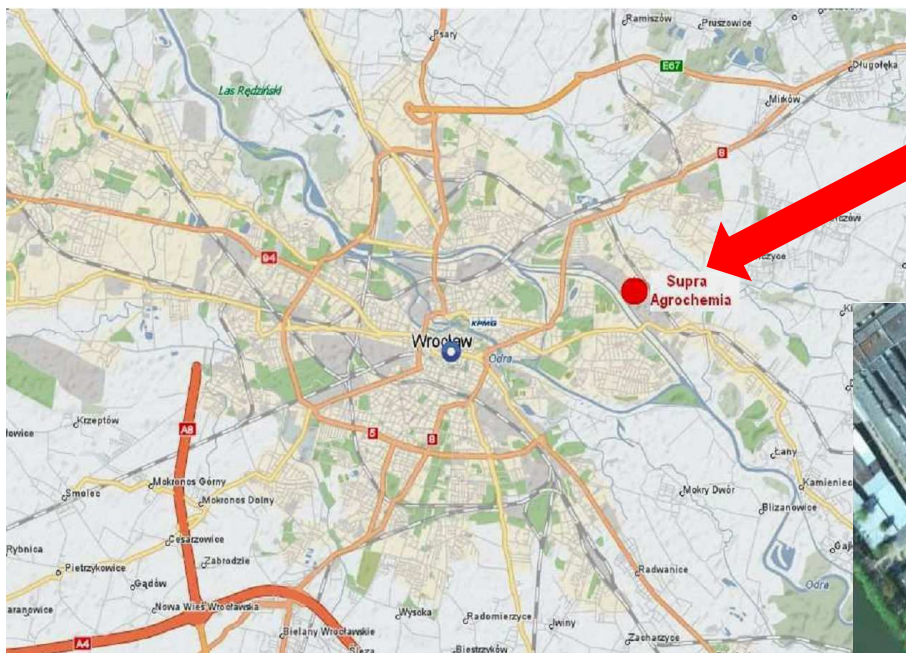 Ramiszów
Pruszowice
Psary
Długołęka
E67
Las Rędziński
Mirków
8
94
Supra
Agrochemia
KPMG
Wrocław
Odra
A8
Krzeptów
5
8
Łany
Mokronos Górny
Smolec
Mokronos Dolny
Mokry Dwór
Kamieniec
Blizanowice
Cesarzowice
Rybnica
Zabrodzie
Pietrzykowice
Gądów
Radwanice
Odra
Nowa Wieś Wrocławska
Wysoka
Radomierzyce
Iwiny
Bielany Wrocławskie
Zacharzyce
A4
Ślęza
Biestrzyków